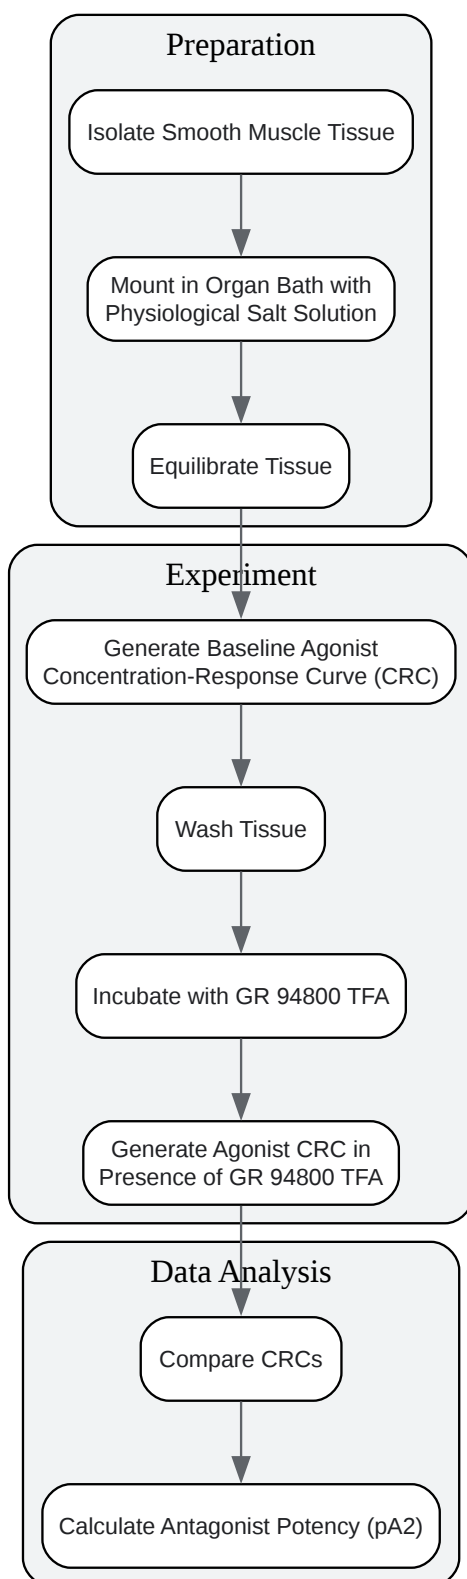 Preparation
Isolate Smooth Muscle Tissue
Mount in Organ Bath with
Physiological Salt Solution
Equilibrate Tissue
Experiment
Generate Baseline Agonist
Concentration-Response Curve (CRC)
Wash Tissue
Incubate with GR 94800 TFA
Generate Agonist CRC in
Presence of GR 94800 TFA
Data Analysis
Compare CRCs
Calculate Antagonist Potency (pA2)